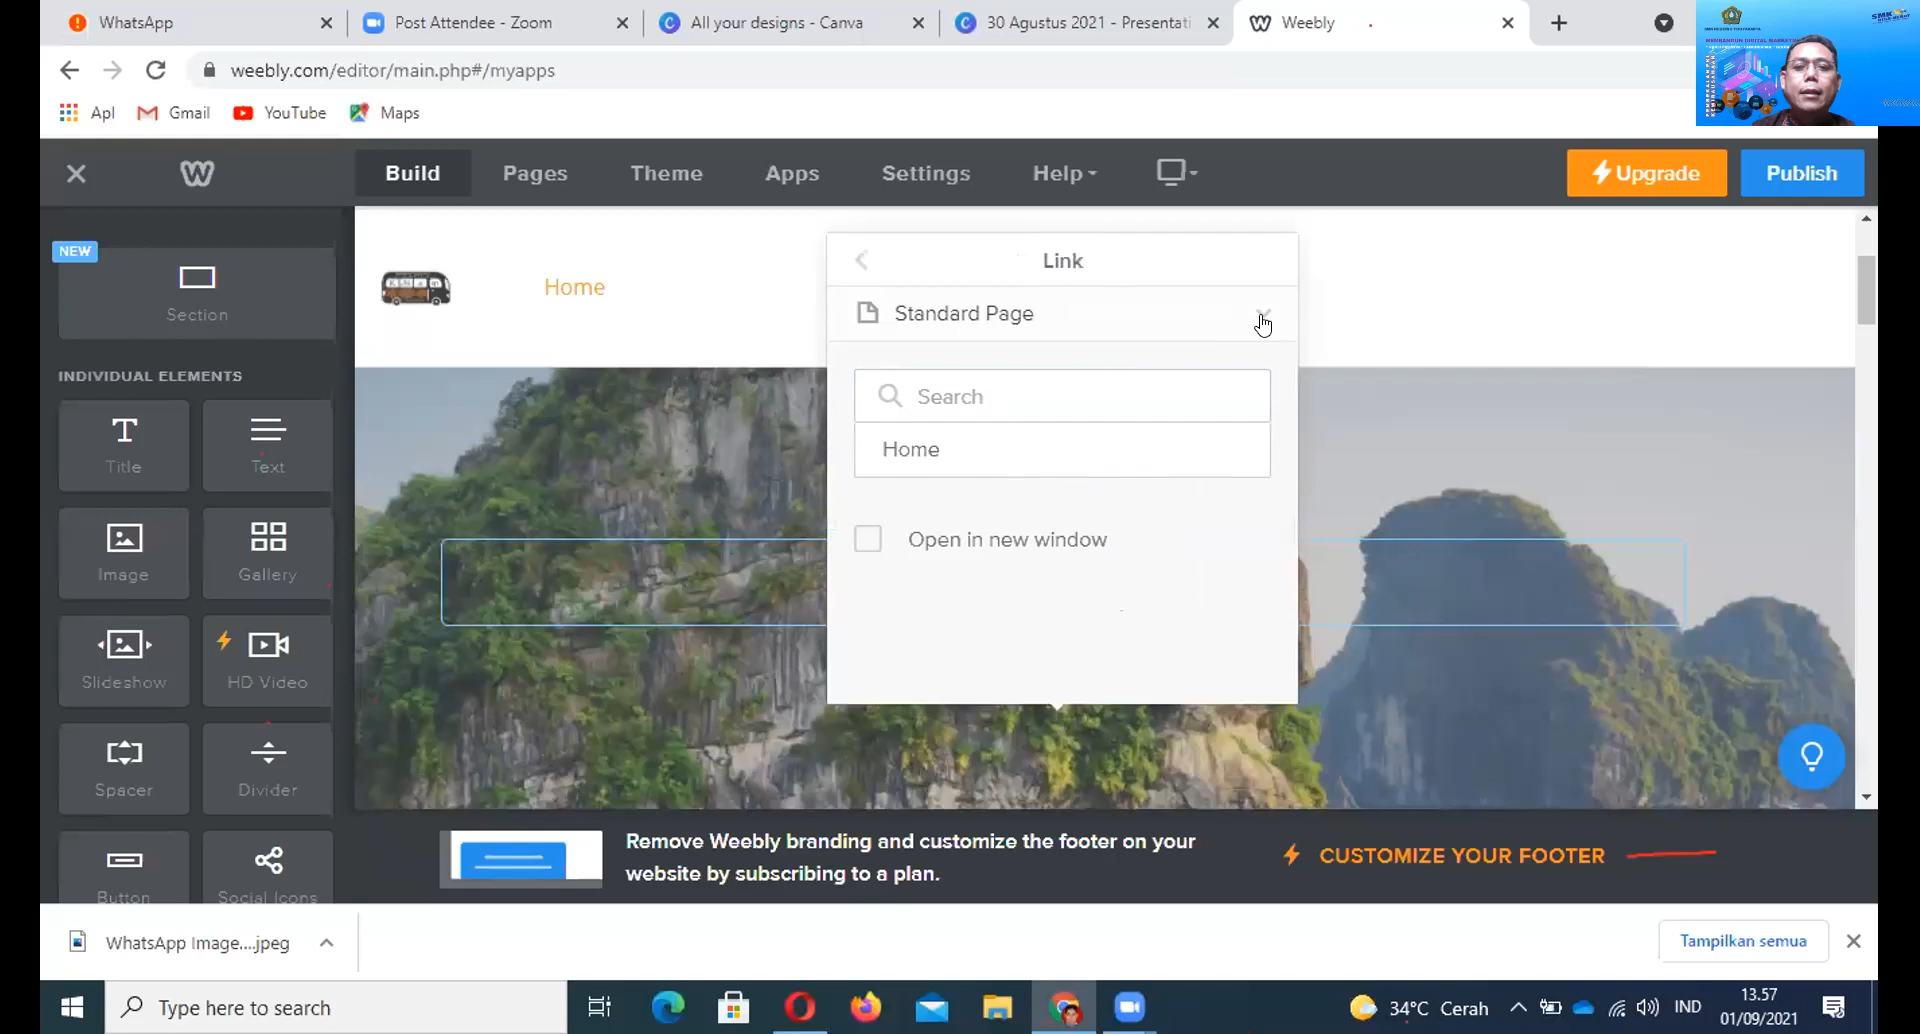 WhatsApp
Post Attendee - Zoom
All your designs - Canva
30 Agustus 2021 - Presentati
Weebly
weebly.com/editor/main.php#/myapps
Apl
Gmail
YouTube
Maps
Build
Pages
Theme
Apps
Settings
Help
Upgrade
Publish
NEW
Section
INDIVIDUAL ELEMENTS
Title
Text
Image
Gallery
Slideshow
HD Video
Spacer
Divider
Button
Social Icons
Home
Link
Standard Page
Search
Home
Open in new window
Remove Weebly branding and customize the footer on your
website by subscribing to a plan.
CUSTOMIZE YOUR FOOTER
WhatsApp Image....jpeg
Tampilkan semua
Type here to search
34°C Cerah
IND
13.57
01/09/2021